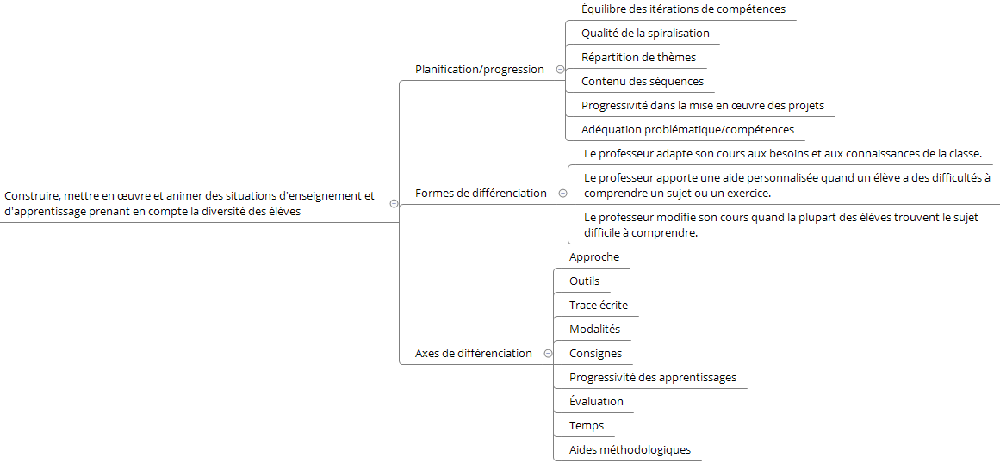 Construire, mettre en œuvre et animer des situations d'enseignement et
d'apprentissage prenant en compte la diversité des élèves
Planification/progression
Équilibre des itérations de compétences
Qualité de la spiralisation
Répartition de thèmes
Contenu des séquences
Progressivité dans la mise en œuvre des projets
Adéquation problématique/compétences
Formes de différenciation
Le professeur adapte son cours aux besoins et aux connaissances de la classe.
Le professeur apporte une aide personnalisée quand un élève a des difficultés à
comprendre un sujet ou un exercice.
Le professeur modifie son cours quand la plupart des élèves trouvent le sujet
difficile à comprendre.
Axes de différenciation
Approche
Outils
Trace écrite
Modalités
Consignes
Progressivité des apprentissages
Évaluation
Temps
Aides méthodologiques